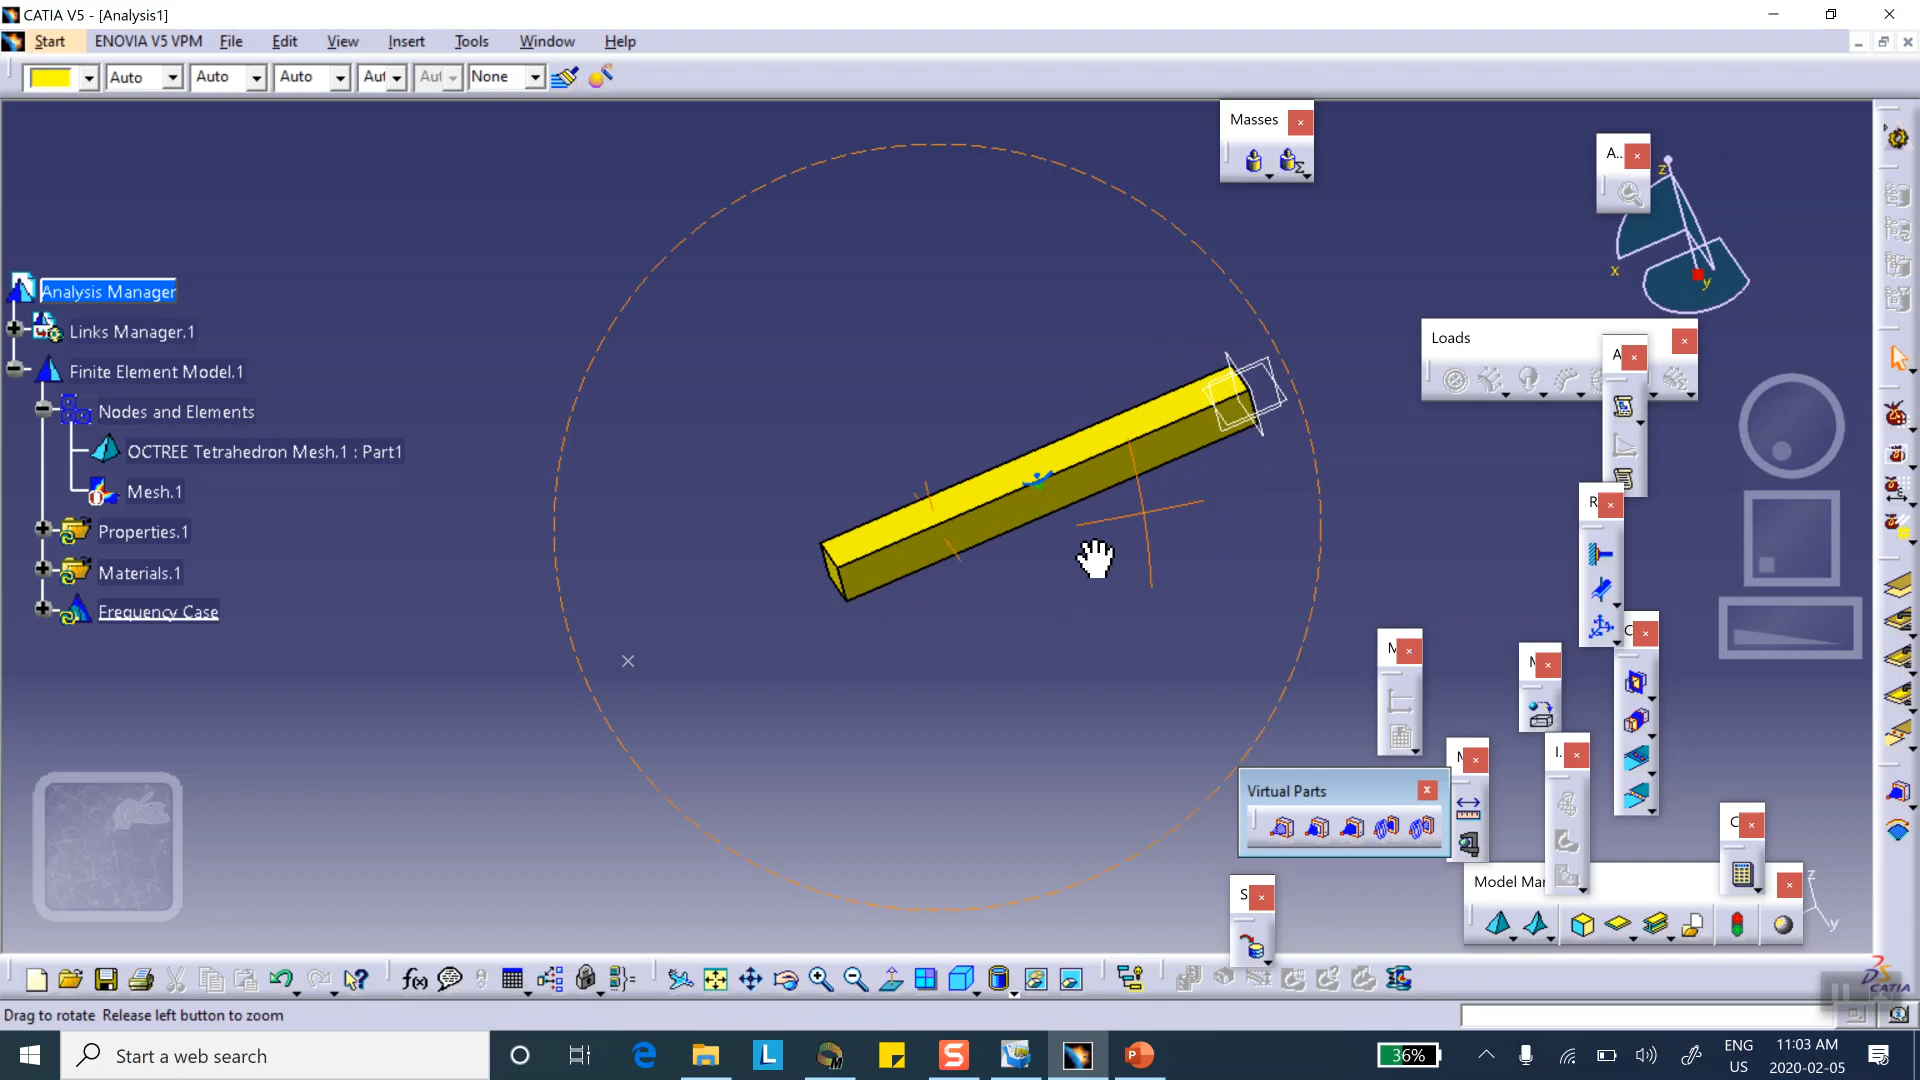 CATIA V5 - [Analysis1]
Start ENOVIA V5 VPM File Edit View Insert Tools Window Help
Auto Auto Auto Aut Aut None
Masses
A..
z
x
y
Loads
A
Analysis Manager
Links Manager.1
Finite Element Model.1
Nodes and Elements
OCTREE Tetrahedron Mesh.1 : Part1
Mesh.1
Properties.1
Materials.1
Frequency Case
R
C
I.
Virtual Parts
C
S
Model Mar
z
y
f(x)
CATIA
Drag to rotate Release left button to zoom
Start a web search
L
M
S
P
36%
ENG
US
11:03 AM
2020-02-05